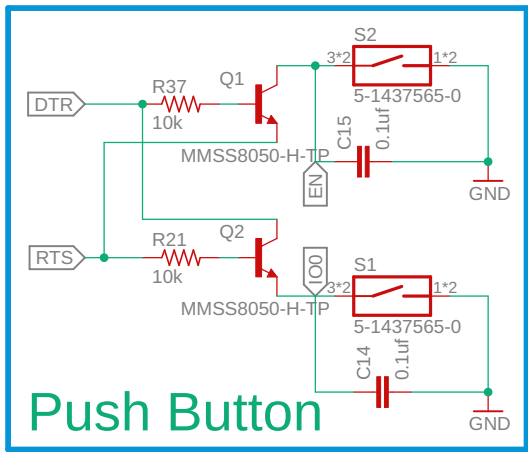 S2
Q1
3*2
1*2
R37
DTR
10k
5-1437565-0
C15
0.1uf
MMSS8050-H-TP
EN
GND
R21
Q2
RTS
10k
IO0
S1
3*2
1*2
MMSS8050-H-TP
5-1437565-0
C14
0.1uf
GND
Push Button